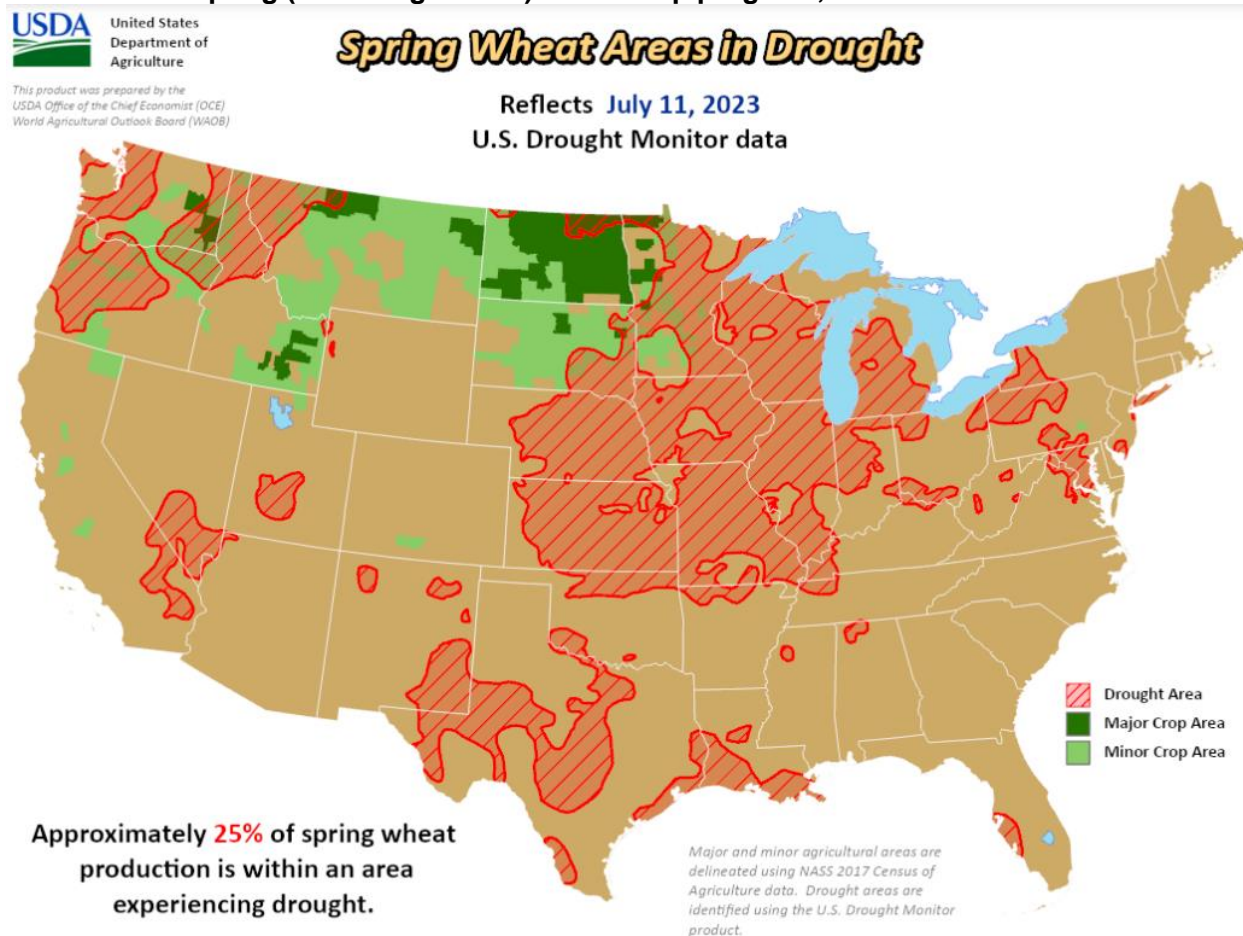 USDA
United States
Department of
Agriculture
This product was prepared by the
USDA Office of the Chief Economist (OCE)
World Agricultural Outlook Board (WAOB)
Spring Wheat Areas in Drought
Reflects July 11, 2023
U.S. Drought Monitor data
Drought Area
Major Crop Area
Minor Crop Area
Approximately 25% of spring wheat
production is within an area
experiencing drought.
Major and minor agricultural areas are
delineated using NASS 2017 Census of
Agriculture data. Drought areas are
identified using the U.S. Drought Monitor
product.